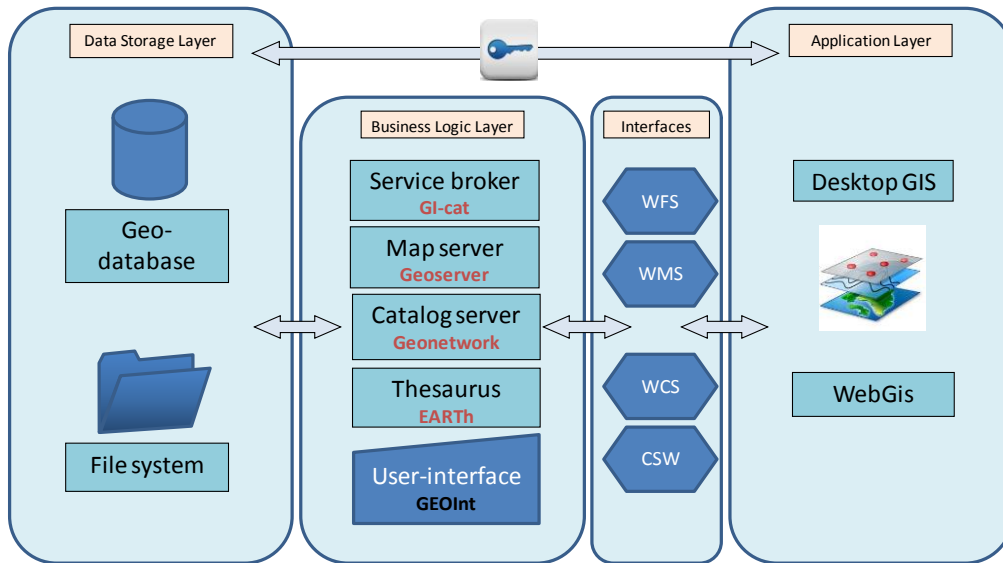 Data Storage Layer
Application Layer
Business Logic Layer
Interfaces
Geo-
database
File system
Service broker
GI-cat
Map server
Geoserver
Catalog server
Geonetwork
Thesaurus
EARTh
User-interface
GEOInt
WFS
WMS
WCS
CSW
Desktop GIS
WebGis